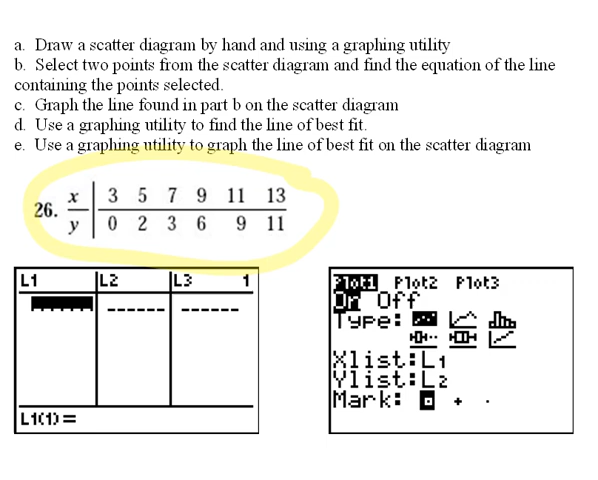 a. Draw a scatter diagram by hand and using a graphing utility
b. Select two points from the scatter diagram and find the equation of the line
containing the points selected.
c. Graph the line found in part b on the scatter diagram
d. Use a graphing utility to find the line of best fit.
e. Use a graphing utility to graph the line of best fit on the scatter diagram
26. x 3 5 7 9 11 13
y 0 2 3 6 9 11
L1 L2 L3 1
------ ------
L1(1)=
Plot1 Plot2 Plot3
On Off
Type:
Xlist:L1
Ylist:L2
Mark: + ·